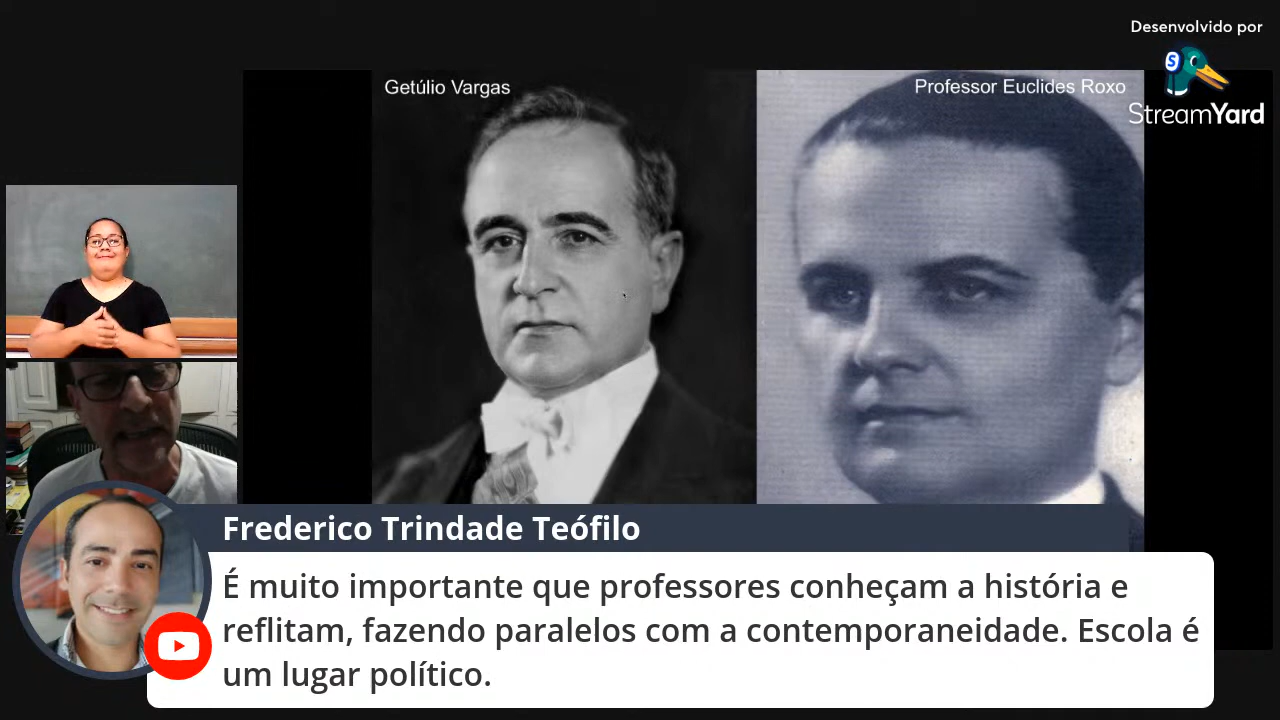 Desenvolvido por
S
StreamYard
Getúlio Vargas
Professor Euclides Roxo
Frederico Trindade Teófilo
É muito importante que professores conheçam a história e
reflitam, fazendo paralelos com a contemporaneidade. Escola é
um lugar político.